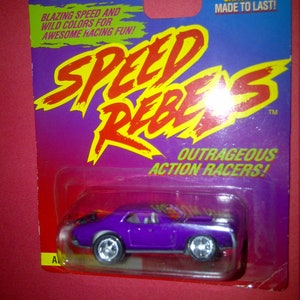 BLAZING SPEED AND
WILD COLORS FOR
AWESOME RACING FUN!
MADE TO LAST!
SPEED
REBELS
™
OUTRAGEOUS
ACTION RACERS!